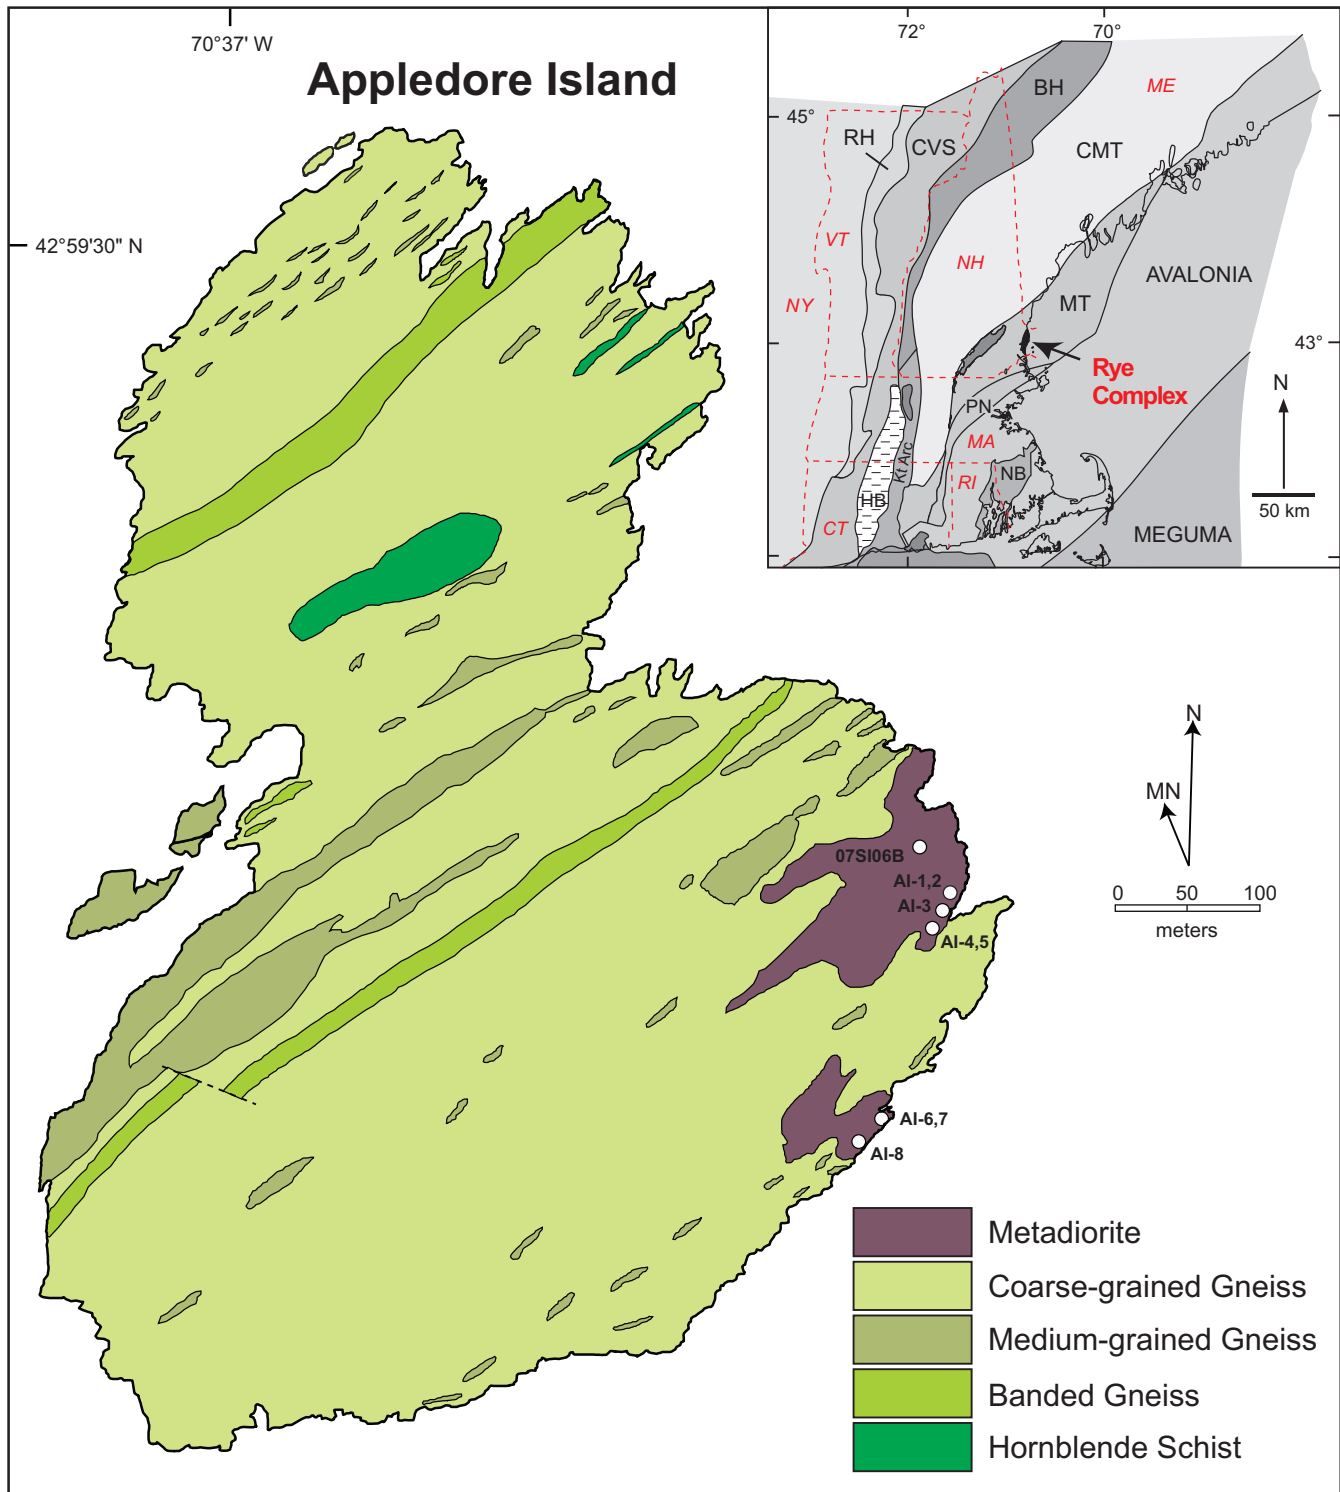 70°37' W
Appledore Island
42°59'30" N
72°
70°
45°
43°
BH
ME
RH
CVS
CMT
VT
NH
AVALONIA
NY
MT
Rye
Complex
N
PN
MA
Kt Arc
NB
RI
HB
CT
50 km
MEGUMA
N
MN
0 50 100
meters
07SI06B
AI-1,2
AI-3
AI-4,5
AI-6,7
AI-8
Metadiorite
Coarse-grained Gneiss
Medium-grained Gneiss
Banded Gneiss
Hornblende Schist